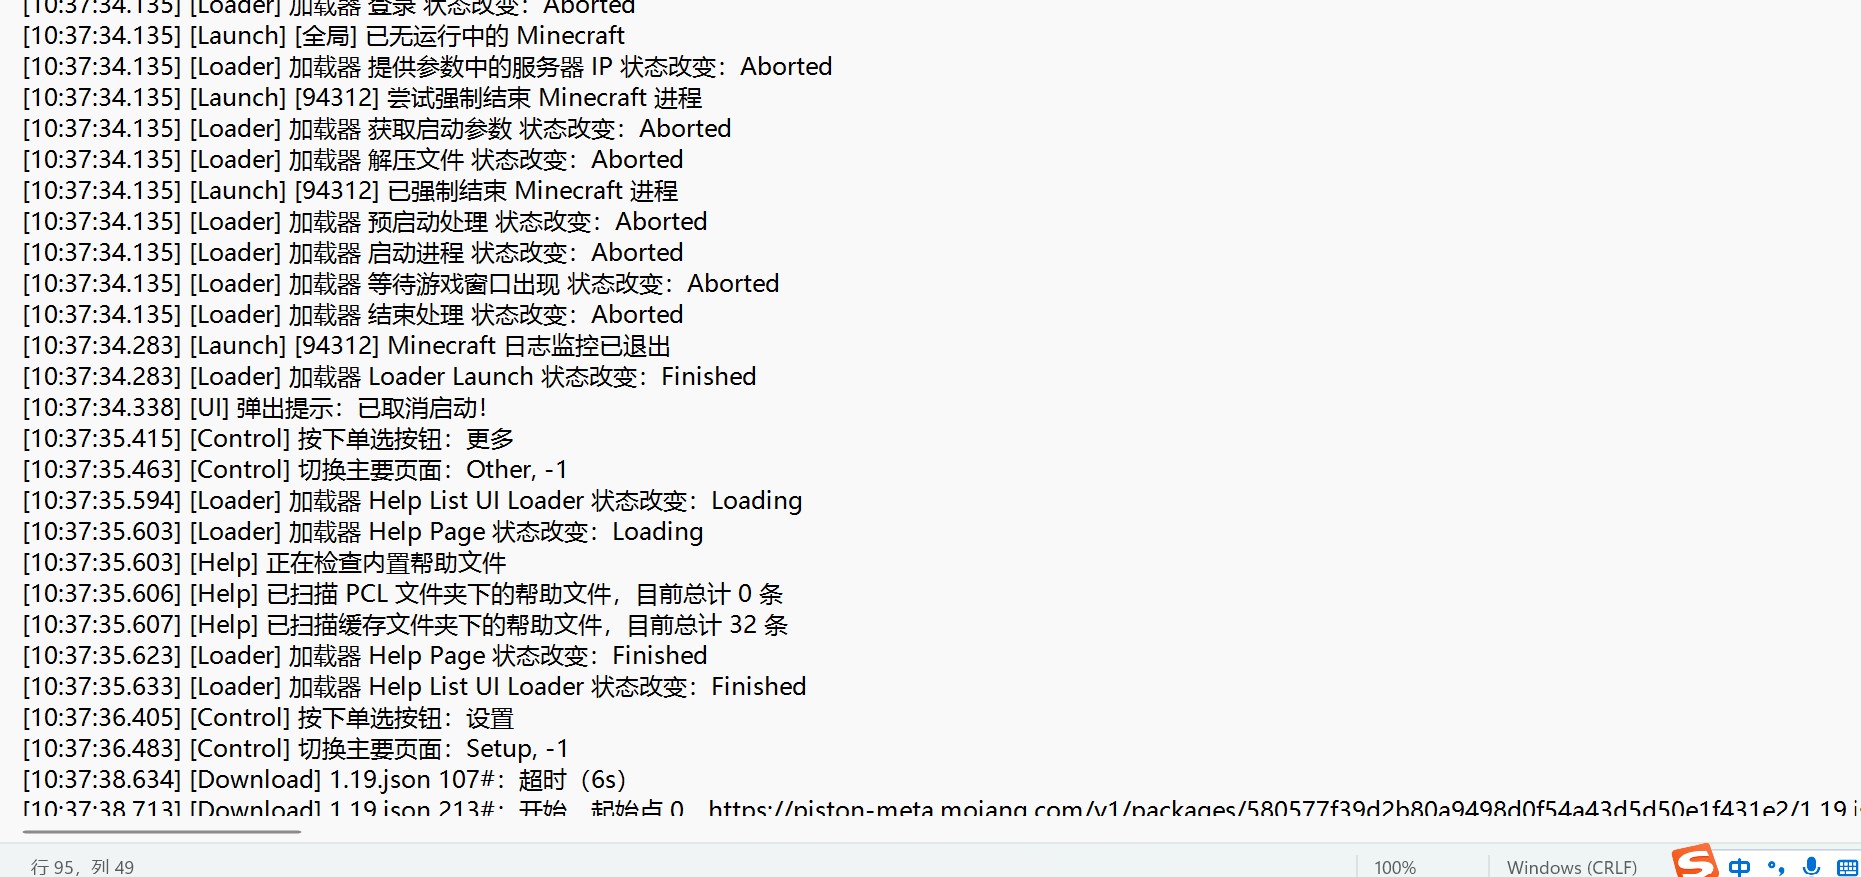 [10:37:34.135] [Loader] 加载器 登录 状态改变：Aborted
[10:37:34.135] [Launch] [全局] 已无运行中的 Minecraft
[10:37:34.135] [Loader] 加载器 提供参数中的服务器 IP 状态改变：Aborted
[10:37:34.135] [Launch] [94312] 尝试强制结束 Minecraft 进程
[10:37:34.135] [Loader] 加载器 获取启动参数 状态改变：Aborted
[10:37:34.135] [Loader] 加载器 解压文件 状态改变：Aborted
[10:37:34.135] [Launch] [94312] 已强制结束 Minecraft 进程
[10:37:34.135] [Loader] 加载器 预启动处理 状态改变：Aborted
[10:37:34.135] [Loader] 加载器 启动进程 状态改变：Aborted
[10:37:34.135] [Loader] 加载器 等待游戏窗口出现 状态改变：Aborted
[10:37:34.135] [Loader] 加载器 结束处理 状态改变：Aborted
[10:37:34.283] [Launch] [94312] Minecraft 日志监控已退出
[10:37:34.283] [Loader] 加载器 Loader Launch 状态改变：Finished
[10:37:34.338] [UI] 弹出提示：已取消启动！
[10:37:35.415] [Control] 按下单选按钮：更多
[10:37:35.463] [Control] 切换主要页面：Other, -1
[10:37:35.594] [Loader] 加载器 Help List UI Loader 状态改变：Loading
[10:37:35.603] [Loader] 加载器 Help Page 状态改变：Loading
[10:37:35.603] [Help] 正在检查内置帮助文件
[10:37:35.606] [Help] 已扫描 PCL 文件夹下的帮助文件，目前总计 0 条
[10:37:35.607] [Help] 已扫描缓存文件夹下的帮助文件，目前总计 32 条
[10:37:35.623] [Loader] 加载器 Help Page 状态改变：Finished
[10:37:35.633] [Loader] 加载器 Help List UI Loader 状态改变：Finished
[10:37:36.405] [Control] 按下单选按钮：设置
[10:37:36.483] [Control] 切换主要页面：Setup, -1
[10:37:38.634] [Download] 1.19.json 107#：超时（6s）
[10:37:38.713] [Download] 1.19.json 213#：开始，起始点 0，https://piston-meta.mojang.com/v1/packages/580577f39d2b80a9498d0f54a43d5d50e1f431e2/1.19.js
行 95，列 49
100%
Windows (CRLF)
中